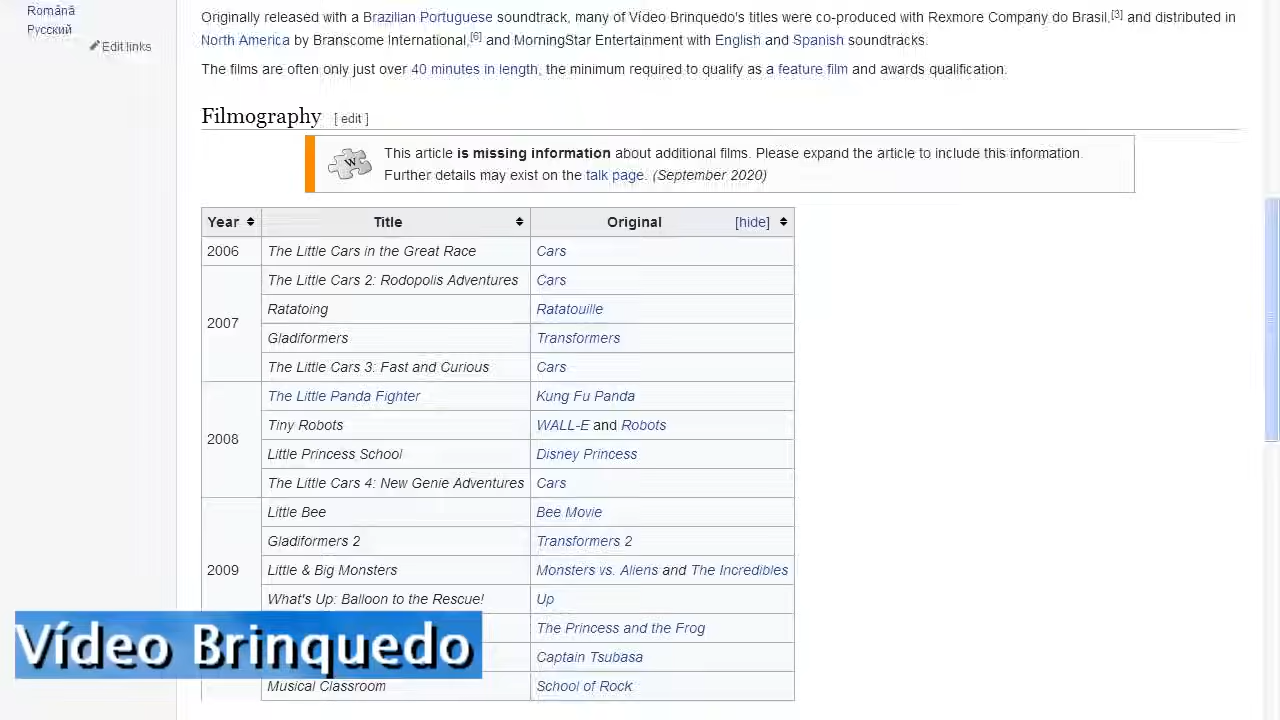 Română
Русский
Edit links
Originally released with a Brazilian Portuguese soundtrack, many of Vídeo Brinquedo's works were co-produced with Rexmore Company do Brasil,[3] and distributed in
North America by Branscome International,[6] and MorningStar Entertainment with English and Spanish soundtracks.
The films are often only just over 40 minutes in length, the minimum required to qualify as a feature film and awards qualification.
Filmography [ edit ]
This article is missing information about additional films. Please expand the article to include this information.
Further details may exist on the talk page. (September 2020)
Year Title Original [hide]
2006 The Little Cars in the Great Race Cars
The Little Cars 2: Rodopolis Adventures Cars
Ratatoing Ratatouille
2007
Gladiformers Transformers
The Little Cars 3: Fast and Curious Cars
The Little Panda Fighter Kung Fu Panda
Tiny Robots WALL-E and Robots
2008
Little Princess School Disney Princess
The Little Cars 4: New Genie Adventures Cars
Little Bee Bee Movie
Gladiformers 2 Transformers 2
2009 Little & Big Monsters Monsters vs. Aliens and The Incredibles
What's Up: Balloon to the Rescue! Up
The Princess and the Frog
Vídeo Brinquedo
Captain Tsubasa
Musical Classroom School of Rock